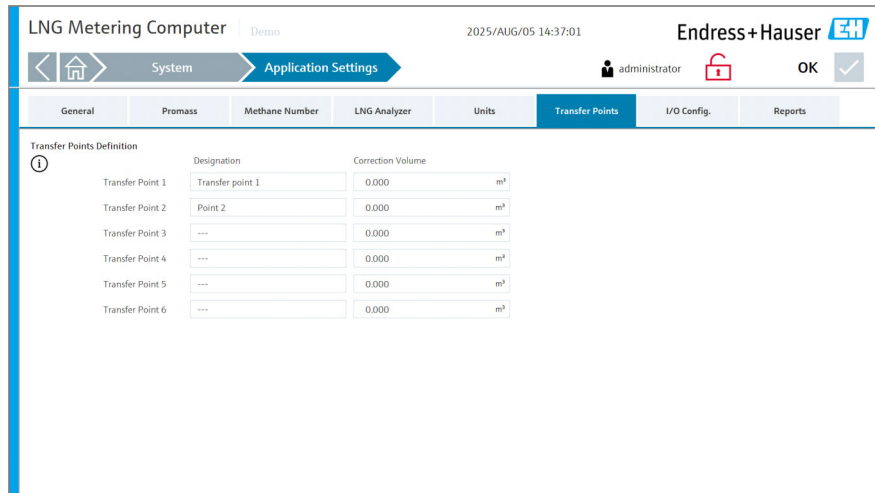 LNG Metering Computer Demo 2025/AUG/05 14:37:01 Endress+Hauser EH
System Application Settings administrator OK
General Promass Methane Number LNG Analyzer Units Transfer Points I/O Config. Reports
Transfer Points Definition
i
Designation Correction Volume
Transfer Point 1 Transfer point 1 0.000 m³
Transfer Point 2 Point 2 0.000 m³
Transfer Point 3 --- 0.000 m³
Transfer Point 4 --- 0.000 m³
Transfer Point 5 --- 0.000 m³
Transfer Point 6 --- 0.000 m³